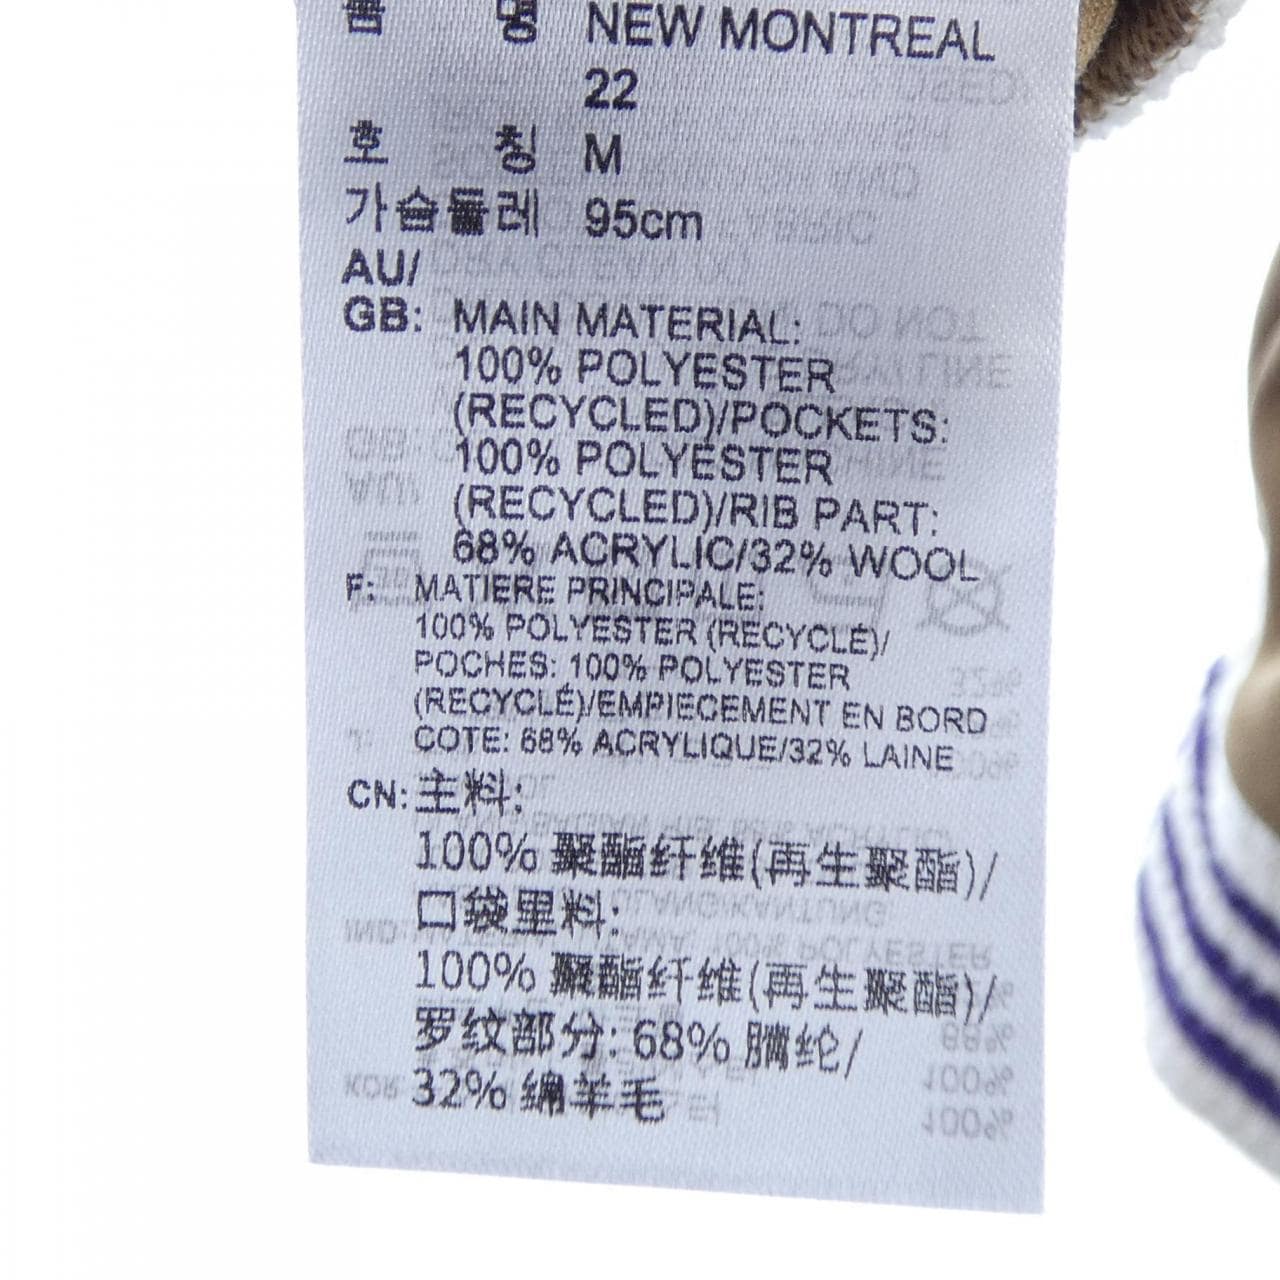 품 명 NEW MONTREAL
22
호 칭 M
가슴둘레 95cm
AU/
GB: MAIN MATERIAL:
100% POLYESTER
(RECYCLED)/POCKETS:
100% POLYESTER
(RECYCLED)/RIB PART:
68% ACRYLIC/32% WOOL
F: MATIERE PRINCIPALE:
100% POLYESTER (RECYCLÉ)/
POCHES: 100% POLYESTER
(RECYCLÉ)/EMPIECEMENT EN BORD
COTE: 68% ACRYLIQUE/32% LAINE
CN: 主料:
100% 聚酯纤维(再生聚酯)/
口袋里料:
100% 聚酯纤维(再生聚酯)/
罗纹部分: 68% 腈纶/
32% 绵羊毛